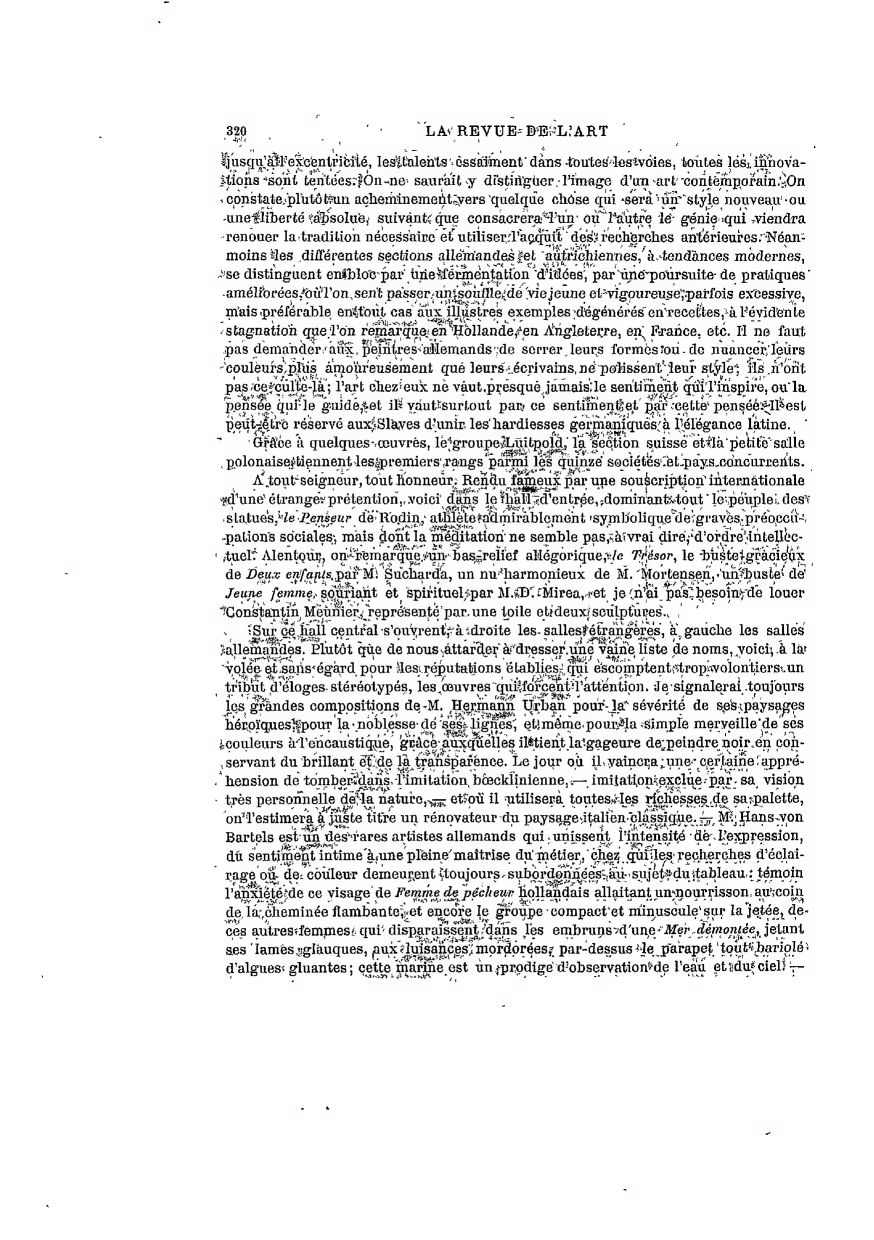 320 LA REVUE DE L'ART
jusqu'à l'excentricité, les talents essaiment dans toutes les voies, toutes les innova-
tions sont tentées. On ne saurait y distinguer l'image d'un art contemporain. On
constate plutôt un acheminement vers quelque chose qui sera un style nouveau ou
une liberté absolue, suivant que consacrera l'un ou l'autre le génie qui viendra
renouer la tradition nécessaire et utiliser l'acquit des recherches antérieures. Néan-
moins les différentes sections allemandes et autrichiennes, à tendances modernes,
se distinguent en bloc par une fermentation d'idées, par une poursuite de pratiques
améliorées, où l'on sent passer un souffle de vie jeune et vigoureuse, parfois excessive,
mais préférable en tout cas aux illustres exemples dégénérés en recettes, à l'évidente
stagnation que l'on remarque en Hollande, en Angleterre, en France, etc. Il ne faut
pas demander aux peintres allemands de serrer leurs formes ou de nuancer leurs
couleurs plus amoureusement que leurs écrivains ne polissent leur style; ils n'ont
pas ce culte-là; l'art chez eux ne vaut presque jamais le sentiment qui l'inspire, ou la
pensée qui le guide, et il vaut surtout par ce sentiment et par cette pensée. Il est
peut-être réservé aux Slaves d'unir les hardiesses germaniques à l'élégance latine.
Grâce à quelques œuvres, le groupe Luitpold, la section suisse et la petite salle
polonaise tiennent les premiers rangs parmi les quinze sociétés et pays concurrents.
A tout seigneur, tout honneur. Rendu fameux par une souscription internationale
d'une étrange prétention, voici dans le hall d'entrée, dominant tout le peuple des
statues, le Penseur de Rodin, athlète admirablement symbolique de graves préoccu-
pations sociales, mais dont la méditation ne semble pas, à vrai dire, d'ordre intellec-
tuel. Alentour, on remarque un bas-relief allégorique, le Trésor, le buste gracieux
de Deux enfants, par M. Sucharda, un nu harmonieux de M. Mortensen, un buste de
Jeune femme, souriant et spirituel, par M. D. Mirea, et je n'ai pas besoin de louer
Constantin Meunier, représenté par une toile et deux sculptures.
Sur ce hall central s'ouvrent, à droite les salles étrangères, à gauche les salles
allemandes. Plutôt que de nous attarder à dresser une vaine liste de noms, voici, à la
volée et sans égard pour les réputations établies, qui escomptent trop volontiers un
tribut d'éloges stéréotypés, les œuvres qui forcent l'attention. Je signalerai toujours
les grandes compositions de M. Hermann Urban pour la sévérité de ses paysages
héroïques, pour la noblesse de ses lignes, et même pour la simple merveille de ses
couleurs à l'encaustique, grâce auxquelles il tient la gageure de peindre noir en con-
servant du brillant et de la transparence. Le jour où il vaincra une certaine appré-
hension de tomber dans l'imitation bœcklinienne, — imitation exclue par sa vision
très personnelle de la nature, — et où il utilisera toutes les richesses de sa palette,
on l'estimera à juste titre un rénovateur du paysage italien classique. — M. Hans von
Bartels est un des rares artistes allemands qui unissent l'intensité de l'expression,
du sentiment intime à une pleine maîtrise du métier, chez qui les recherches d'éclai-
rage ou de couleur demeurent toujours subordonnées au sujet du tableau : témoin
l'anxiété de ce visage de Femme de pêcheur hollandais allaitant un nourrisson au coin
de la cheminée flambante, et encore le groupe compact et minuscule sur la jetée, de
ces autres femmes qui disparaissent dans les embruns d'une Mer démontée, jetant
ses lames glauques, aux luisances mordorées, par-dessus le parapet tout bariolé
d'algues gluantes; cette marine est un prodige d'observation de l'eau et du ciel. —